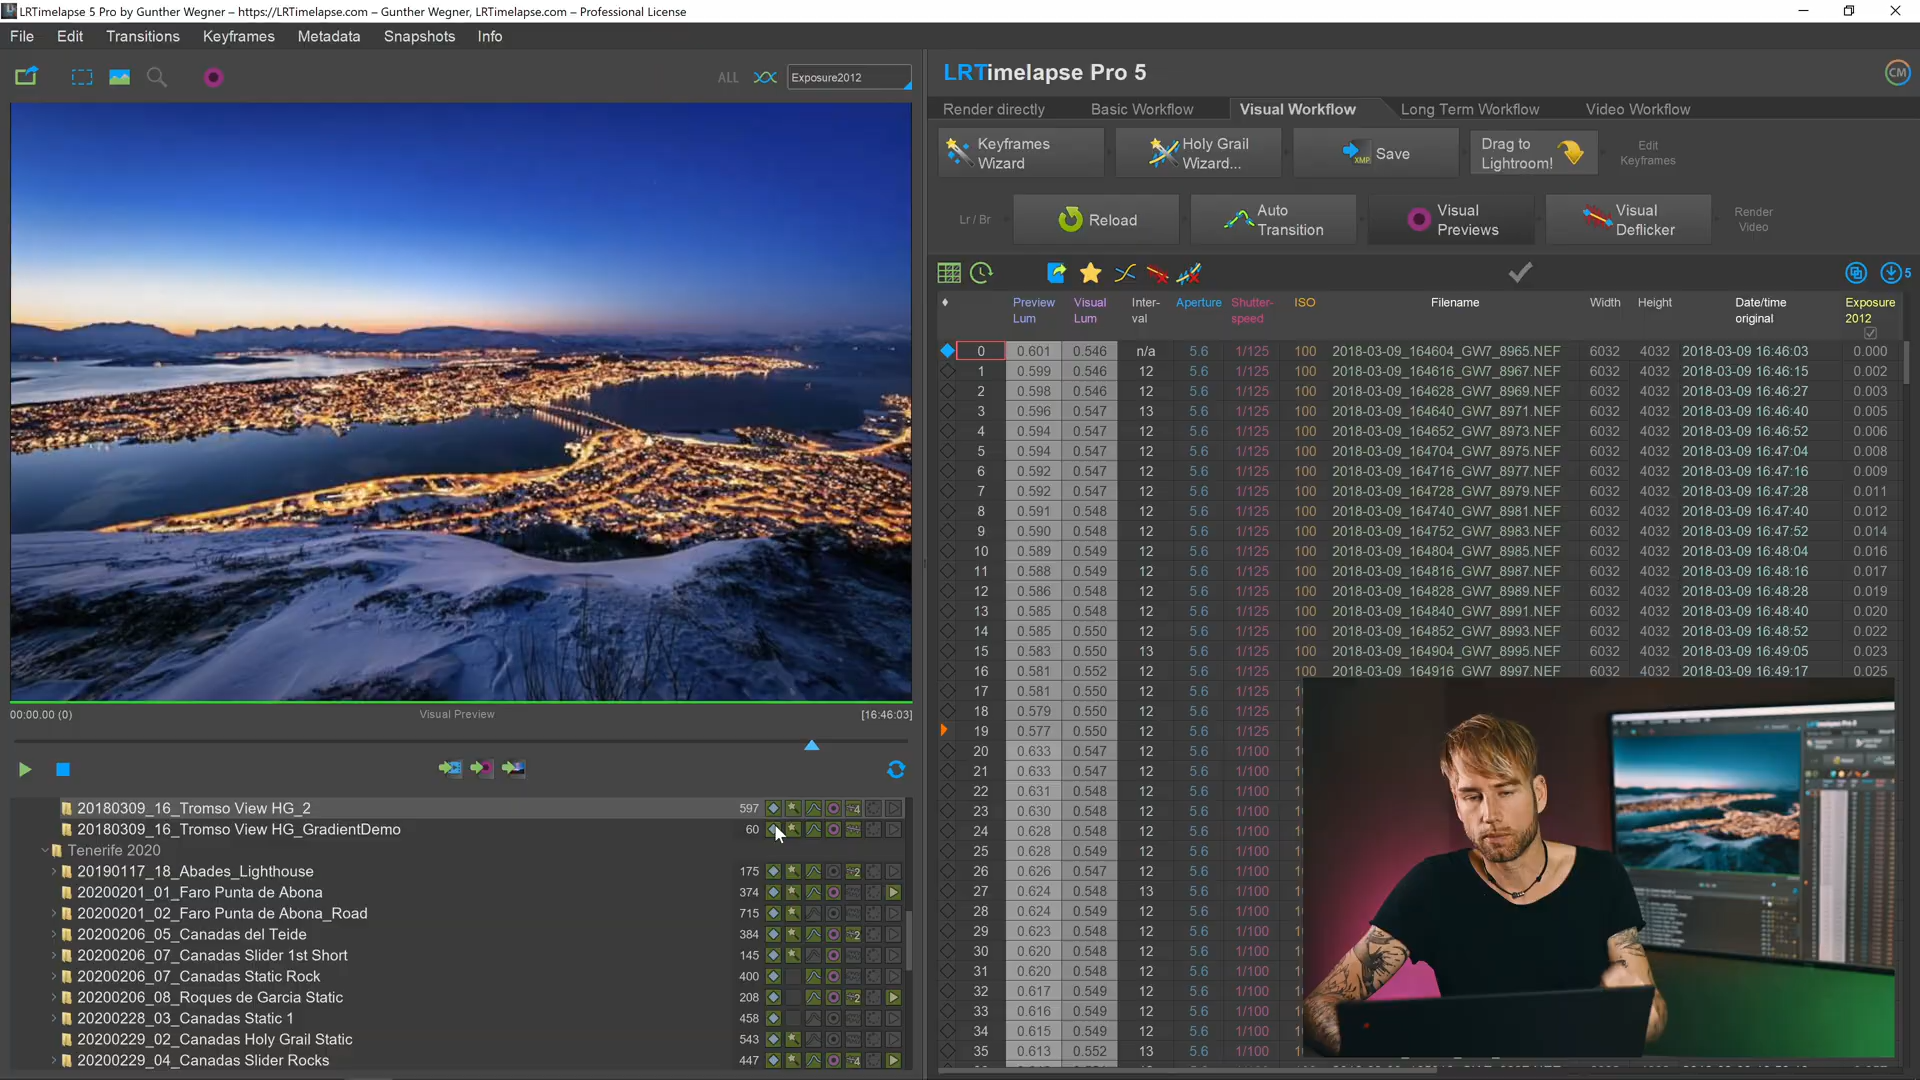 LRTimelapse 5 Pro by Gunther Wegner – https://LRTimelapse.com – Gunther Wegner, LRTimelapse.com – Professional License
File Edit Transitions Keyframes Metadata Snapshots Info
ALL Exposure2012
LRTimelapse Pro 5 CM
Render directly Basic Workflow Visual Workflow Long Term Workflow Video Workflow
Keyframes Wizard
Holy Grail Wizard...
XMP Save
Drag to Lightroom!
Edit Keyframes
Lr / Br
Reload
Auto Transition
Visual Previews
Visual Deflicker
Render Video
5
Preview Lum Visual Lum Inter-val Aperture Shutter-speed ISO Filename Width Height Date/time original Exposure 2012
0 0.601 0.546 n/a 5.6 1/125 100 2018-03-09_164604_GW7_8965.NEF 6032 4032 2018-03-09 16:46:03 0.000
1 0.599 0.546 12 5.6 1/125 100 2018-03-09_164616_GW7_8967.NEF 6032 4032 2018-03-09 16:46:15 0.002
2 0.598 0.546 12 5.6 1/125 100 2018-03-09_164628_GW7_8969.NEF 6032 4032 2018-03-09 16:46:27 0.003
3 0.596 0.547 13 5.6 1/125 100 2018-03-09_164640_GW7_8971.NEF 6032 4032 2018-03-09 16:46:40 0.005
4 0.594 0.547 12 5.6 1/125 100 2018-03-09_164652_GW7_8973.NEF 6032 4032 2018-03-09 16:46:52 0.006
5 0.594 0.547 12 5.6 1/125 100 2018-03-09_164704_GW7_8975.NEF 6032 4032 2018-03-09 16:47:04 0.008
6 0.592 0.547 12 5.6 1/125 100 2018-03-09_164716_GW7_8977.NEF 6032 4032 2018-03-09 16:47:16 0.009
7 0.592 0.547 12 5.6 1/125 100 2018-03-09_164728_GW7_8979.NEF 6032 4032 2018-03-09 16:47:28 0.011
8 0.591 0.548 12 5.6 1/125 100 2018-03-09_164740_GW7_8981.NEF 6032 4032 2018-03-09 16:47:40 0.012
9 0.590 0.548 12 5.6 1/125 100 2018-03-09_164752_GW7_8983.NEF 6032 4032 2018-03-09 16:47:52 0.014
10 0.589 0.549 12 5.6 1/125 100 2018-03-09_164804_GW7_8985.NEF 6032 4032 2018-03-09 16:48:04 0.016
11 0.588 0.549 12 5.6 1/125 100 2018-03-09_164816_GW7_8987.NEF 6032 4032 2018-03-09 16:48:16 0.017
12 0.586 0.548 12 5.6 1/125 100 2018-03-09_164828_GW7_8989.NEF 6032 4032 2018-03-09 16:48:28 0.019
13 0.585 0.548 12 5.6 1/125 100 2018-03-09_164840_GW7_8991.NEF 6032 4032 2018-03-09 16:48:40 0.020
14 0.585 0.550 12 5.6 1/125 100 2018-03-09_164852_GW7_8993.NEF 6032 4032 2018-03-09 16:48:52 0.022
15 0.583 0.550 13 5.6 1/125 100 2018-03-09_164904_GW7_8995.NEF 6032 4032 2018-03-09 16:49:05 0.023
16 0.581 0.552 12 5.6 1/125 100 2018-03-09_164916_GW7_8997.NEF 6032 4032 2018-03-09 16:49:17 0.025
17 0.581 0.550 12 5.6 1/125
18 0.579 0.550 12 5.6 1/125
19 0.577 0.550 12 5.6 1/125
20 0.633 0.547 12 5.6 1/100
21 0.633 0.547 12 5.6 1/100
22 0.631 0.548 12 5.6 1/100
23 0.630 0.548 12 5.6 1/100
24 0.628 0.548 12 5.6 1/100
25 0.628 0.549 12 5.6 1/100
26 0.626 0.547 12 5.6 1/100
27 0.624 0.548 13 5.6 1/100
28 0.624 0.549 12 5.6 1/100
29 0.623 0.548 12 5.6 1/100
30 0.620 0.548 12 5.6 1/100
31 0.620 0.548 12 5.6 1/100
32 0.617 0.549 12 5.6 1/100
33 0.616 0.549 12 5.6 1/100
34 0.615 0.549 12 5.6 1/100
35 0.613 0.552 13 5.6 1/100
00:00.00 (0) Visual Preview [16:46:03]
20180309_16_Tromso View HG_2 597 4
20180309_16_Tromso View HG_GradientDemo 60
Tenerife 2020
20190117_18_Abades_Lighthouse 175 2
20200201_01_Faro Punta de Abona 374
20200201_02_Faro Punta de Abona_Road 715
20200206_05_Canadas del Teide 384 2
20200206_07_Canadas Slider 1st Short 145
20200206_07_Canadas Static Rock 400
20200206_08_Roques de Garcia Static 208 2
20200228_03_Canadas Static 1 458
20200229_02_Canadas Holy Grail Static 543
20200229_04_Canadas Slider Rocks 447 4